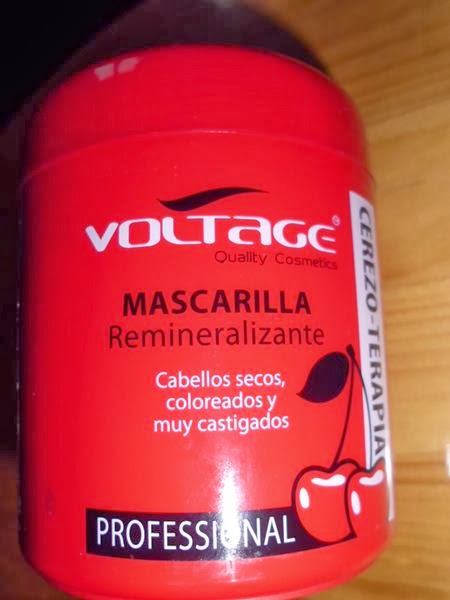 VOLTAGE®
Quality Cosmetics
MASCARILLA
Remineralizante
Cabellos secos,
coloreados y
muy castigados
PROFESSIONAL
CEREZO-TERAPIA